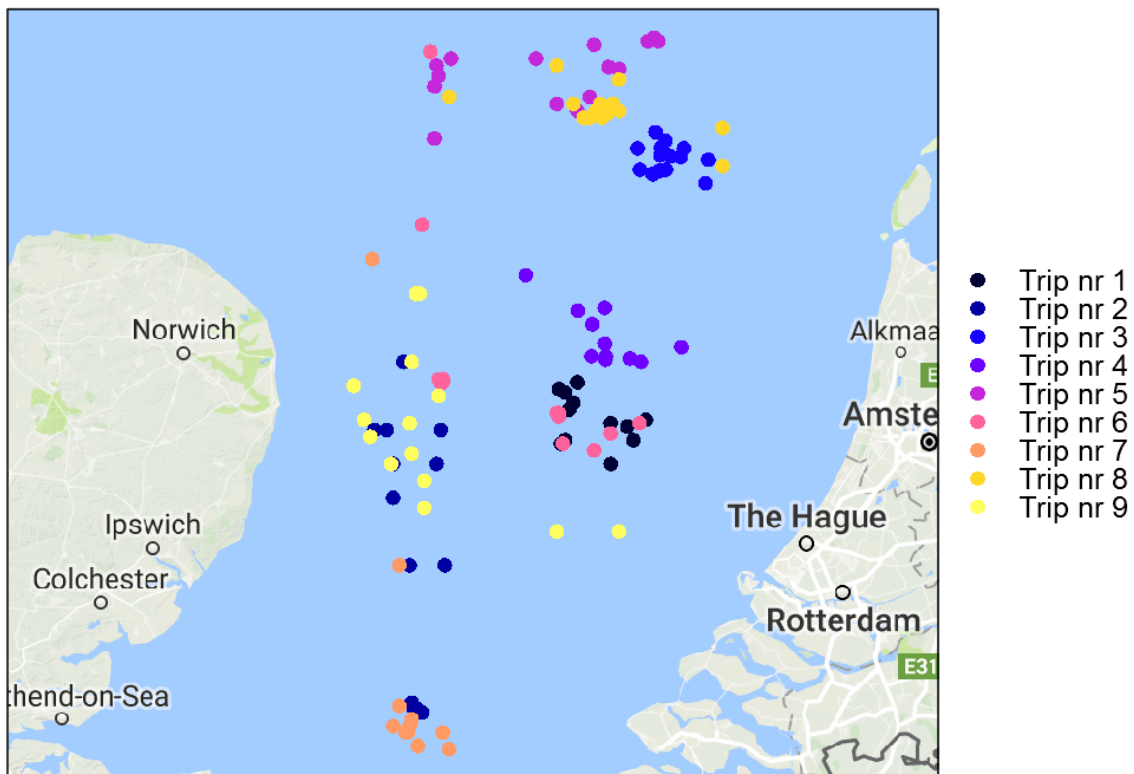 Norwich
Ipswich
Colchester
thend-on-Sea
Alkmaa
E
Amste
The Hague
Rotterdam
E31
Trip nr 1
Trip nr 2
Trip nr 3
Trip nr 4
Trip nr 5
Trip nr 6
Trip nr 7
Trip nr 8
Trip nr 9